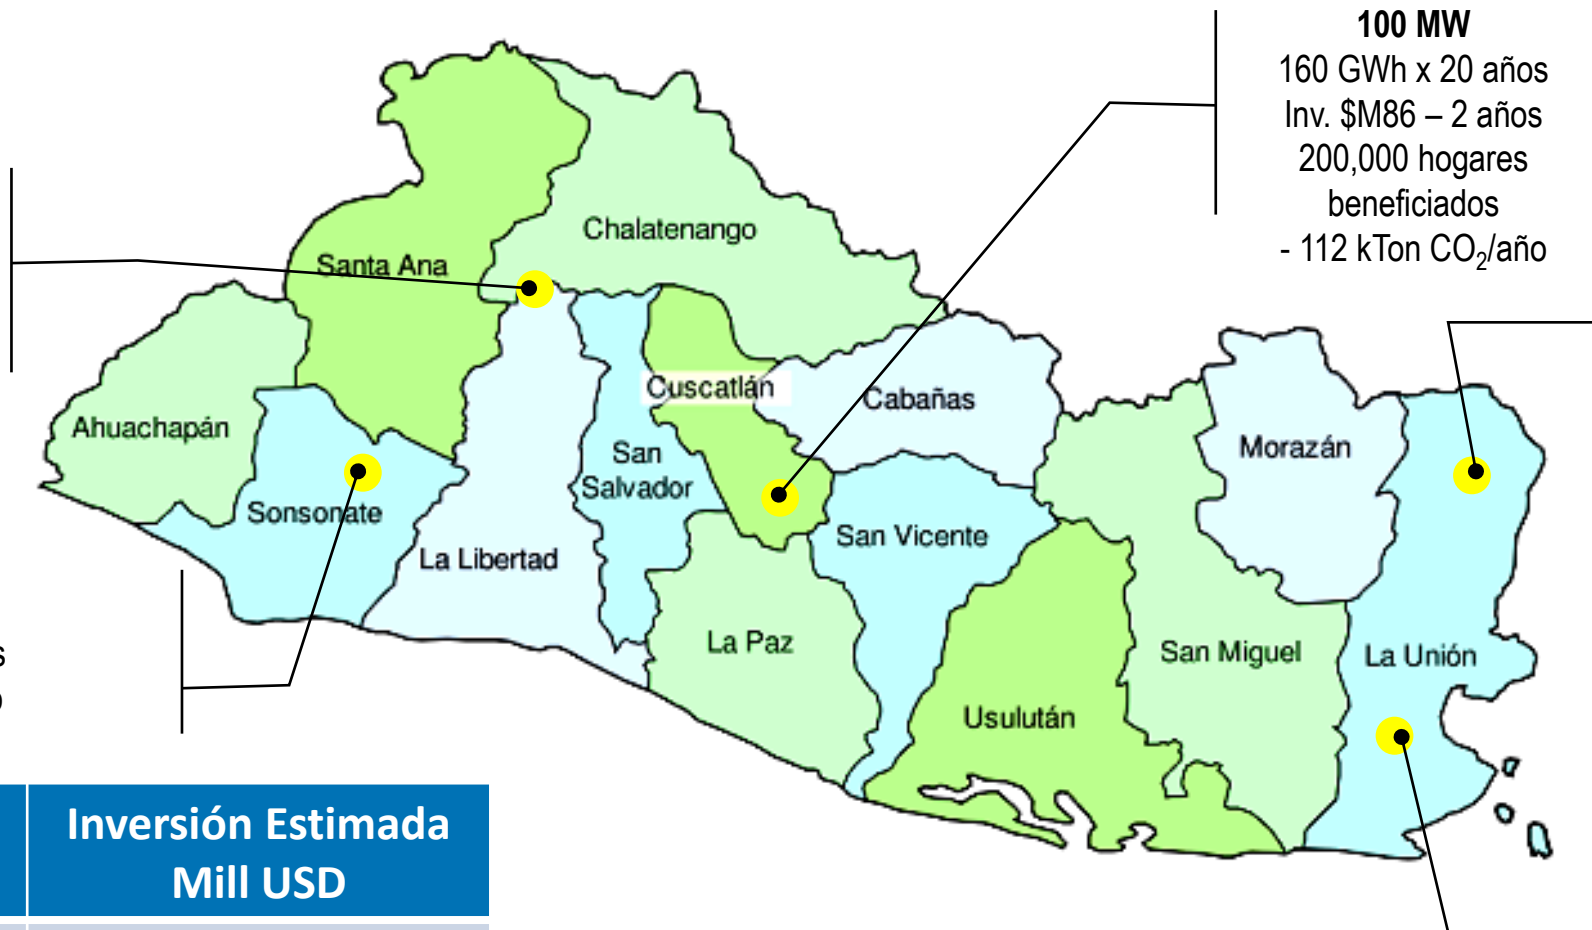 100 MW
160 GWh x 20 años
Inv. $M86 – 2 años
200,000 hogares
beneficiados
- 112 kTon CO₂/año
Chalatenango
Santa Ana
Cuscatlán
Cabañas
Ahuachapán
Morazán
San
Salvador
Sonsonate
San Vicente
La Libertad
La Paz
San Miguel
La Unión
Usulután
Inversión Estimada
Mill USD